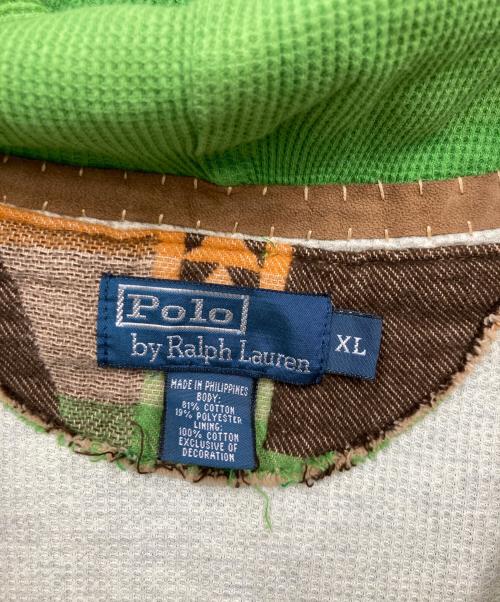 Polo
by Ralph Lauren
XL
MADE IN PHILIPPINES
BODY:
81% COTTON
19% POLYESTER
LINING:
100% COTTON
EXCLUSIVE OF
DECORATION